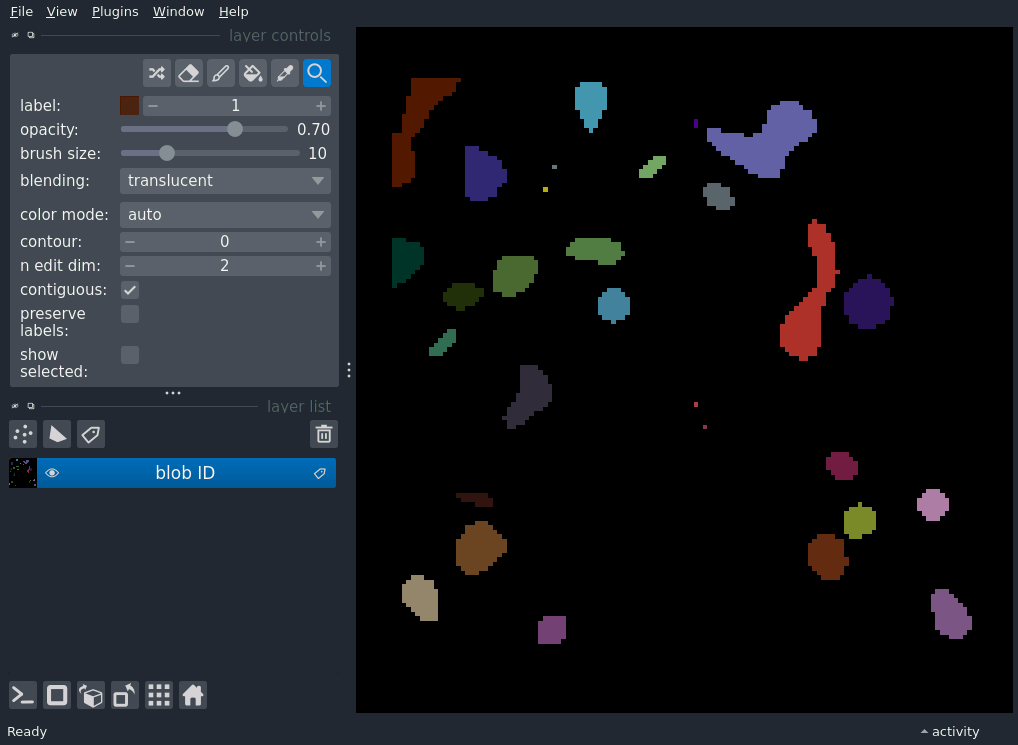 File View Plugins Window Help
layer controls
label: 1
opacity: 0.70
brush size: 10
blending: translucent
color mode: auto
contour: 0
n edit dim: 2
contiguous:
preserve
labels:
show
selected:
layer list
blob ID
Ready
activity